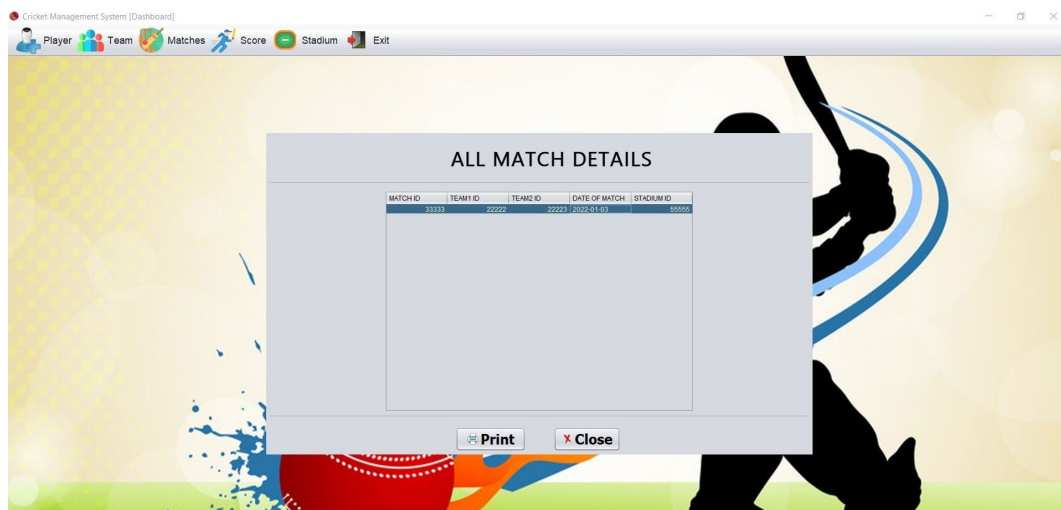 Cricket Management System [Dashboard]
Player Team Matches Score Stadium Exit
ALL MATCH DETAILS
MATCH ID TEAM1 ID TEAM2 ID DATE OF MATCH STADIUM ID
33333 22222 22223 2022-01-03 55555
Print Close